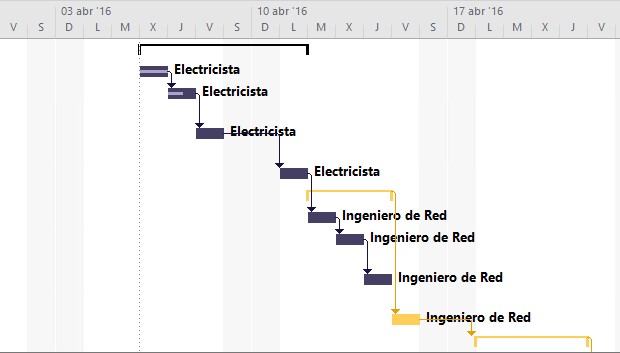 03 abr '16 10 abr '16 17 abr '16
V S D L M X J V S D L M X J V S D L M X J V
Electricista
Electricista
Electricista
Electricista
Ingeniero de Red
Ingeniero de Red
Ingeniero de Red
Ingeniero de Red